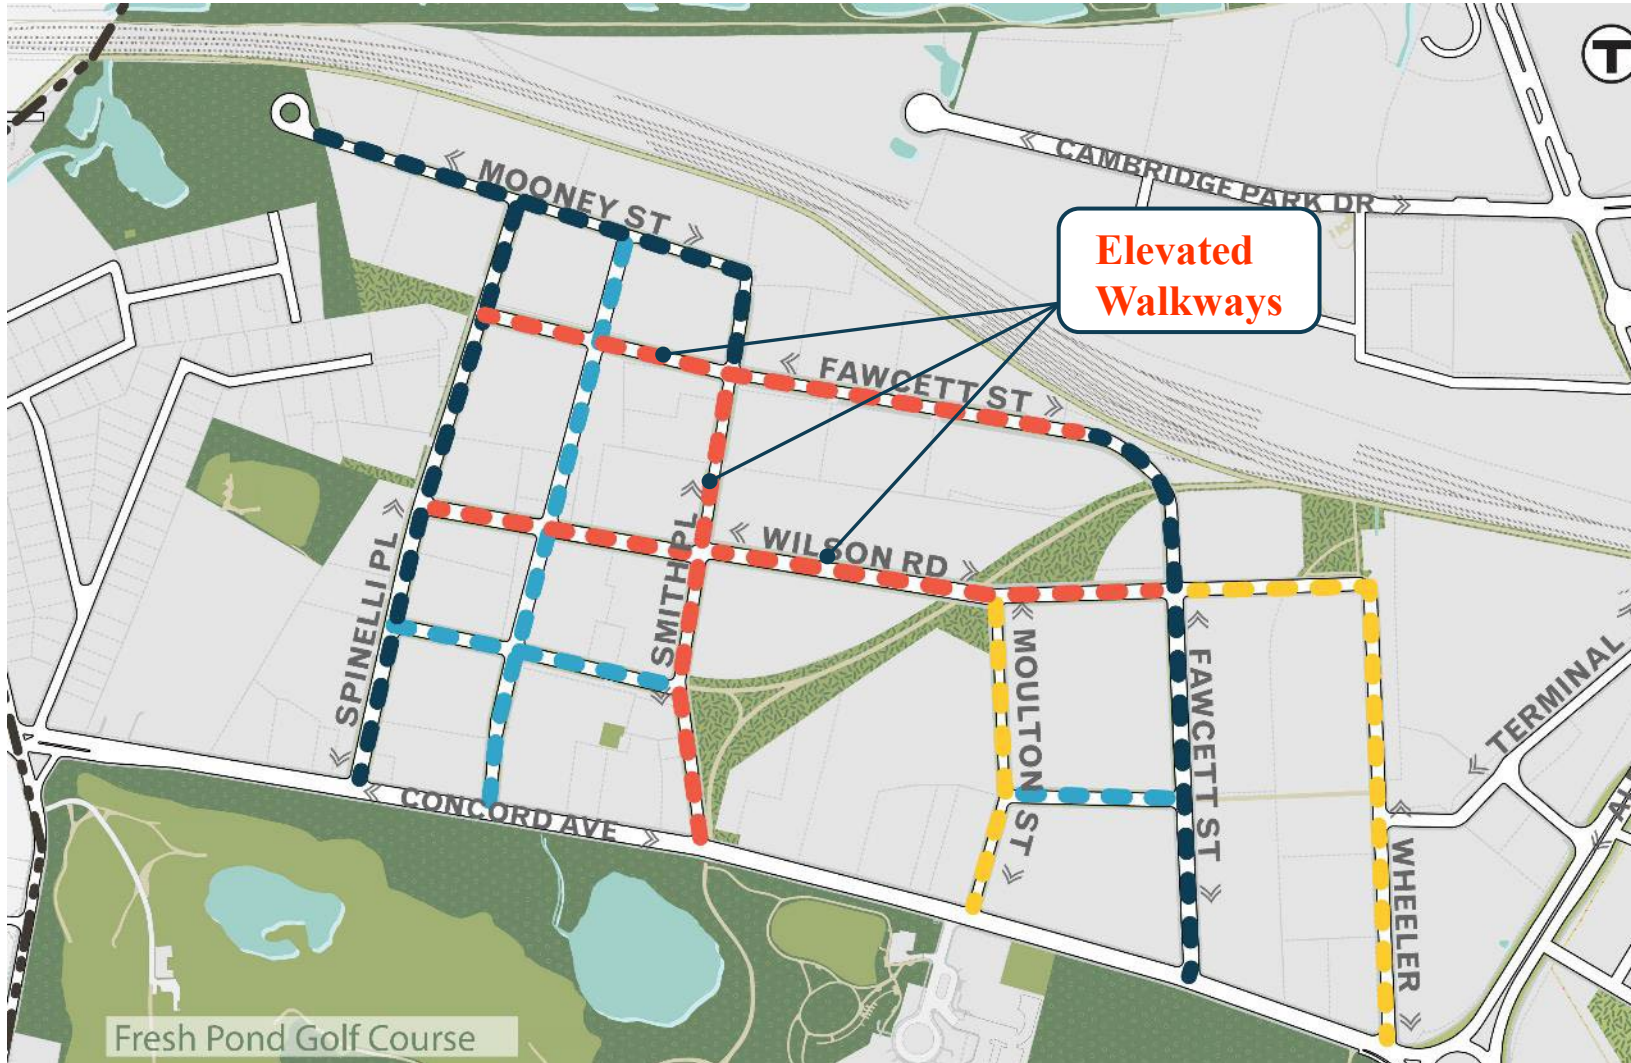 T
CAMBRIDGE PARK DR
MOONEY ST
Elevated
Walkways
FAWCETT ST
WILSON RD
SMITH PL
SPINELLI PL
MOULTON ST
FAWCETT ST
TERMINAL
WHEELER
CONCORD AVE
Fresh Pond Golf Course